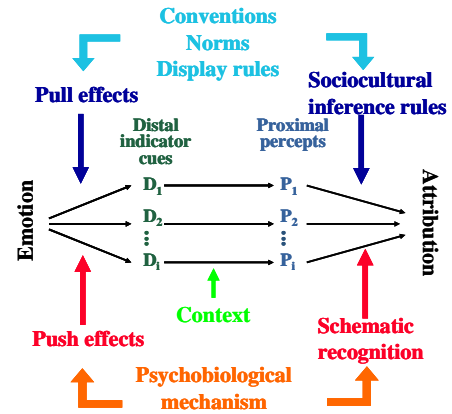 Conventions
Norms
Display rules
Pull effects
Sociocultural
inference rules
Distal
indicator
cues
Proximal
percepts
Emotion
D1
P1
D2
P2
⋮
⋮
Di
Pi
Attribution
Context
Push effects
Schematic
recognition
Psychobiological
mechanism